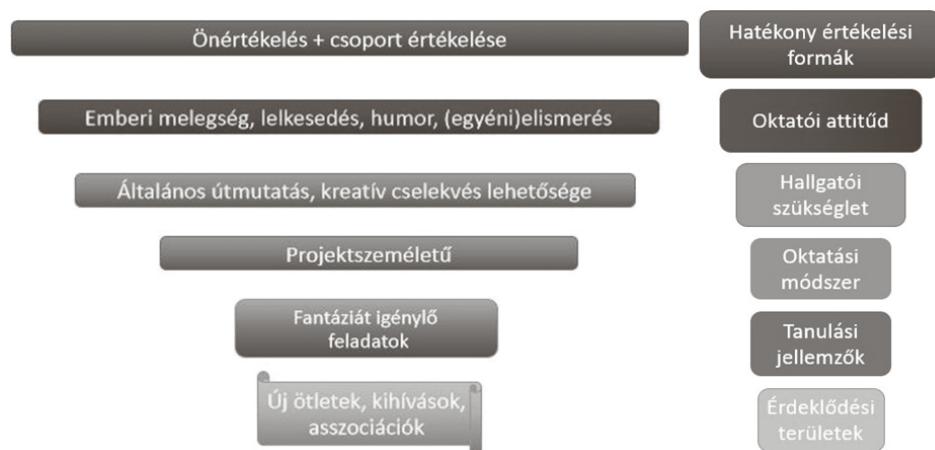 Önértékelés + csoport értékelése
Hatékony értékelési
formák
Emberi melegség, lelkesedés, humor, (egyéni)elismerés
Oktatói attitűd
Általános útmutatás, kreatív cselekvés lehetősége
Hallgatói
szükséglet
Projektszeméletű
Oktatási
módszer
Fantáziát igénylő
feladatok
Tanulási
jellemzők
Új ötletek, kihívások,
asszociációk
Érdeklődési
területek